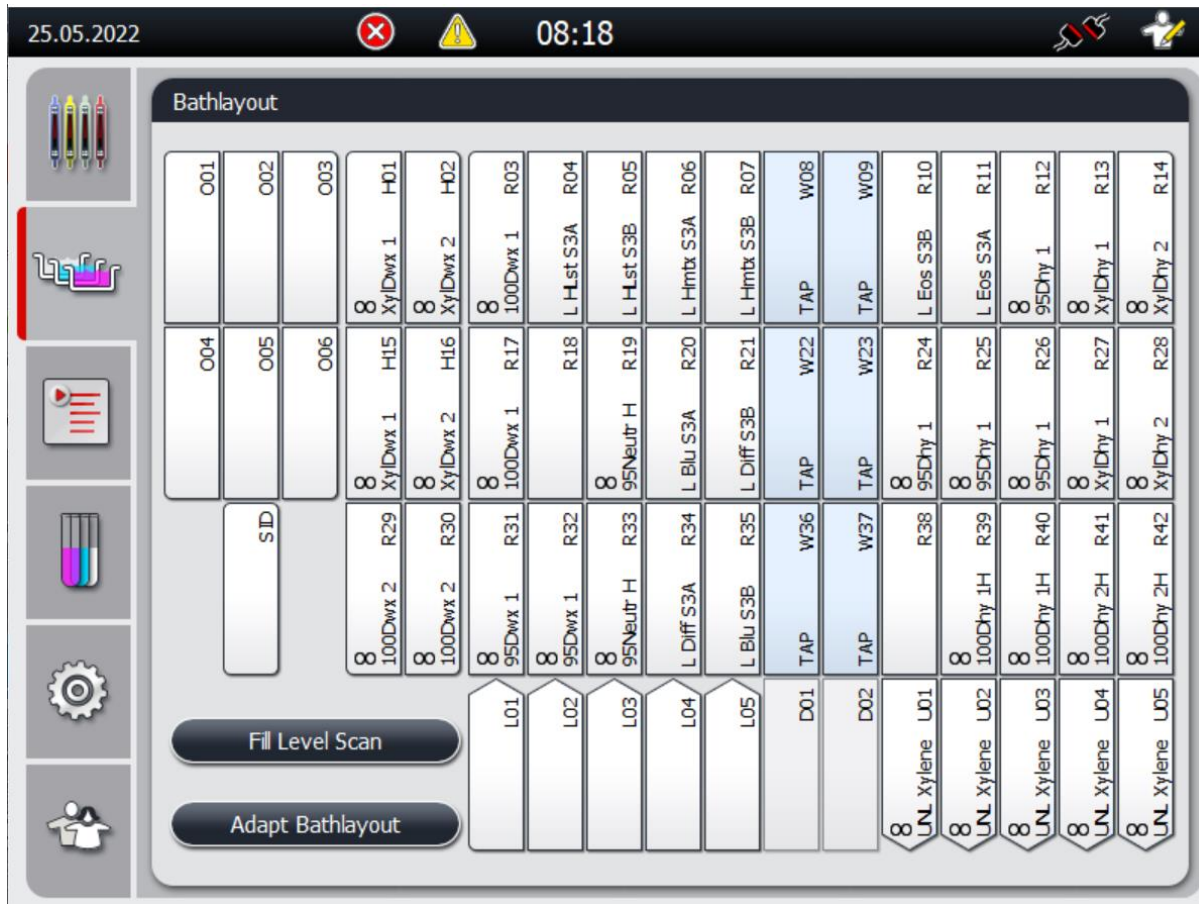 25.05.2022
08:18
Bathlayout
O01
O02
O03
XylDwx 1 H01
XylDwx 2 H02
100Dwx 1 R03
L HLst S3A R04
L HLst S3B R05
L Hmtx S3A R06
L Hmtx S3B R07
TAP W08
TAP W09
L Eos S3B R10
L Eos S3A R11
∞ 95Dhy 1 R12
∞ XylDhy 1 R13
∞ XylDhy 2 R14
O04
O05
O06
∞ XylDwx 1 H15
∞ XylDwx 2 H16
∞ 100Dwx 1 R17
R18
∞ 95Neutr H R19
L Blu S3A R20
L Diff S3B R21
TAP W22
TAP W23
∞ 95Dhy 1 R24
∞ 95Dhy 1 R25
∞ 95Dhy 1 R26
∞ XylDhy 1 R27
∞ XylDhy 2 R28
SID
∞ 100Dwx 2 R29
∞ 100Dwx 2 R30
∞ 95Dwx 1 R31
∞ 95Dwx 1 R32
∞ 95Neutr H R33
L Diff S3A R34
L Blu S3B R35
TAP W36
TAP W37
R38
∞ 100Dhy 1H R39
∞ 100Dhy 1H R40
∞ 100Dhy 2H R41
∞ 100Dhy 2H R42
L01
L02
L03
L04
L05
D01
D02
∞ UNL Xylene U01
∞ UNL Xylene U02
∞ UNL Xylene U03
∞ UNL Xylene U04
∞ UNL Xylene U05
Fill Level Scan
Adapt Bathlayout